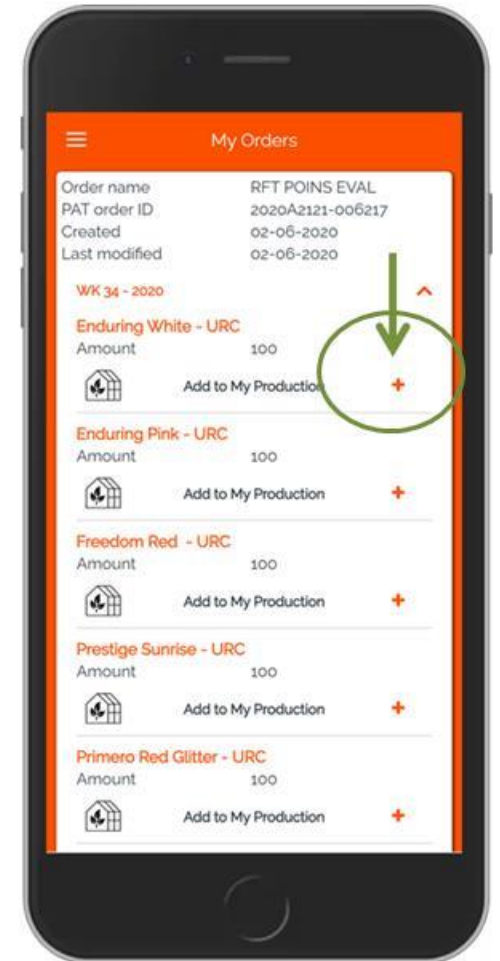 My Orders
Order name RFT POINS EVAL
PAT order ID 2020A2121-006217
Created 02-06-2020
Last modified 02-06-2020
WK 34 - 2020
Enduring White - URC
Amount 100
Add to My Production +
Enduring Pink - URC
Amount 100
Add to My Production +
Freedom Red - URC
Amount 100
Add to My Production +
Prestige Sunrise - URC
Amount 100
Add to My Production +
Primero Red Glitter - URC
Amount 100
Add to My Production +